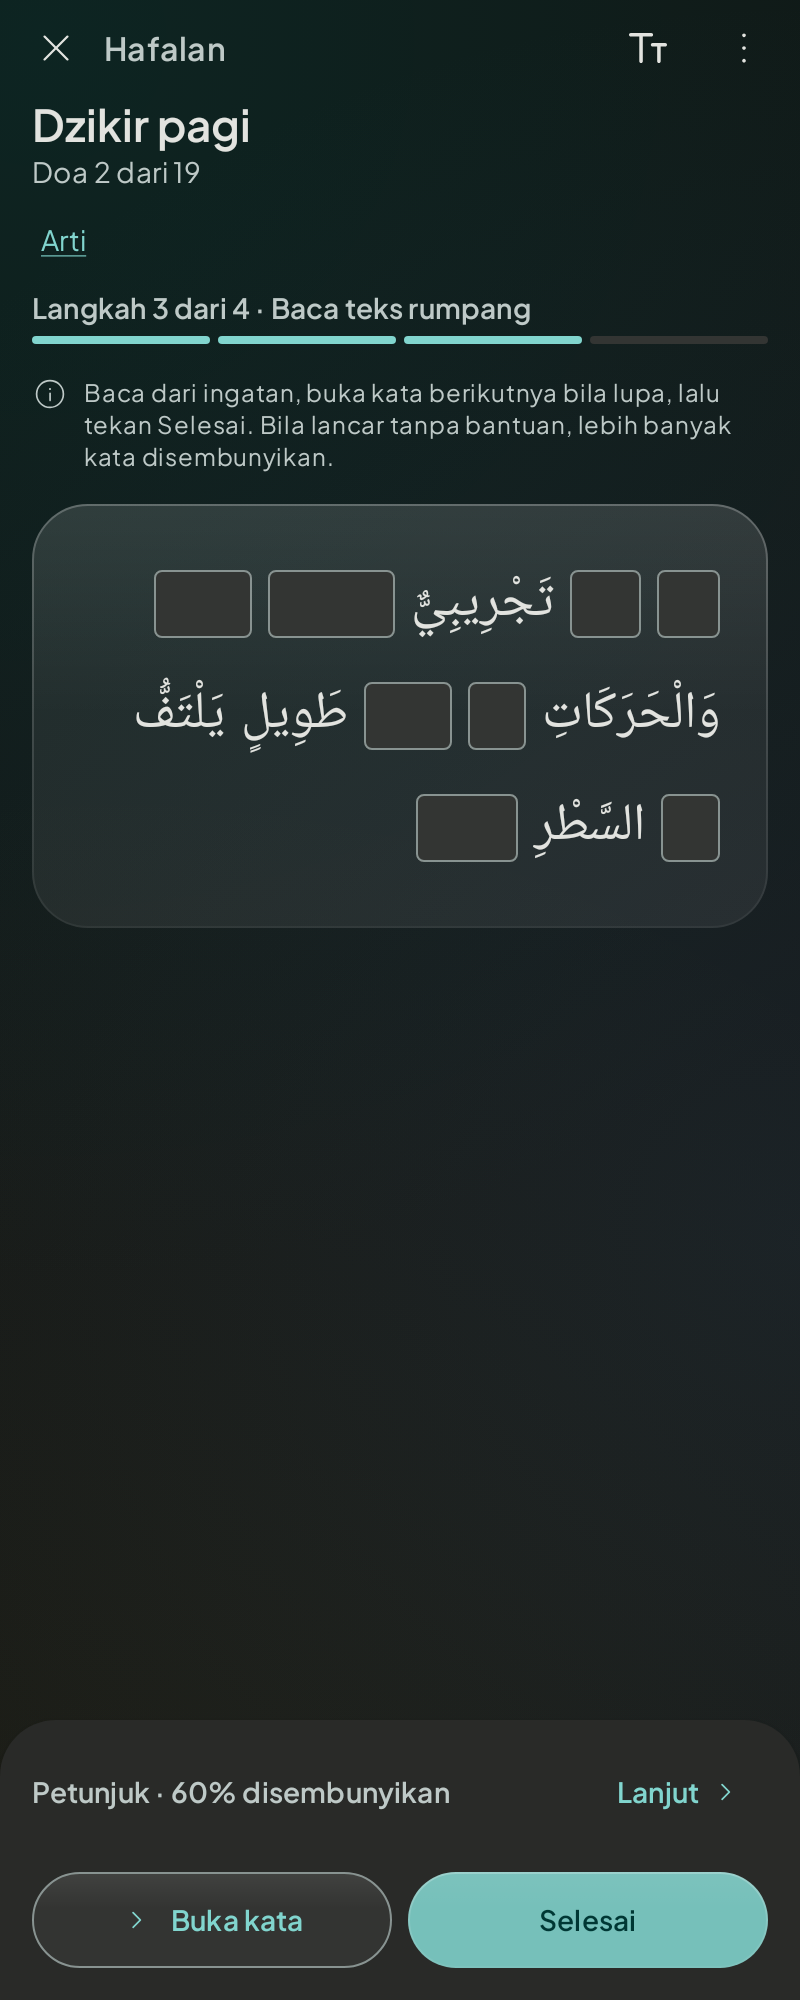 Hafalan
Dzikir pagi
Doa 2 dari 19
Arti
Langkah 3 dari 4 · Baca teks rumpang
Baca dari ingatan, buka kata berikutnya bila lupa, lalu
tekan Selesai. Bila lancar tanpa bantuan, lebih banyak
kata disembunyikan.
تَجْرِيبِيٌّ
وَالْحَرَكَاتِ طَوِيلٍ يَلْتَفُّ
السَّطْرِ
Petunjuk · 60% disembunyikan
Lanjut
Buka kata
Selesai